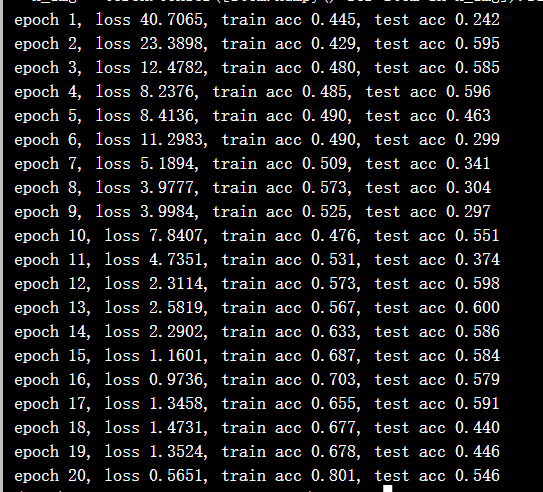 epoch 1, loss 40.7065, train acc 0.445, test acc 0.242
epoch 2, loss 23.3898, train acc 0.429, test acc 0.595
epoch 3, loss 12.4782, train acc 0.480, test acc 0.585
epoch 4, loss 8.2376, train acc 0.485, test acc 0.596
epoch 5, loss 8.4136, train acc 0.490, test acc 0.463
epoch 6, loss 11.2983, train acc 0.490, test acc 0.299
epoch 7, loss 5.1894, train acc 0.509, test acc 0.341
epoch 8, loss 3.9777, train acc 0.573, test acc 0.304
epoch 9, loss 3.9984, train acc 0.525, test acc 0.297
epoch 10, loss 7.8407, train acc 0.476, test acc 0.551
epoch 11, loss 4.7351, train acc 0.531, test acc 0.374
epoch 12, loss 2.3114, train acc 0.573, test acc 0.598
epoch 13, loss 2.5819, train acc 0.567, test acc 0.600
epoch 14, loss 2.2902, train acc 0.633, test acc 0.586
epoch 15, loss 1.1601, train acc 0.687, test acc 0.584
epoch 16, loss 0.9736, train acc 0.703, test acc 0.579
epoch 17, loss 1.3458, train acc 0.655, test acc 0.591
epoch 18, loss 1.4731, train acc 0.677, test acc 0.440
epoch 19, loss 1.3524, train acc 0.678, test acc 0.446
epoch 20, loss 0.5651, train acc 0.801, test acc 0.546